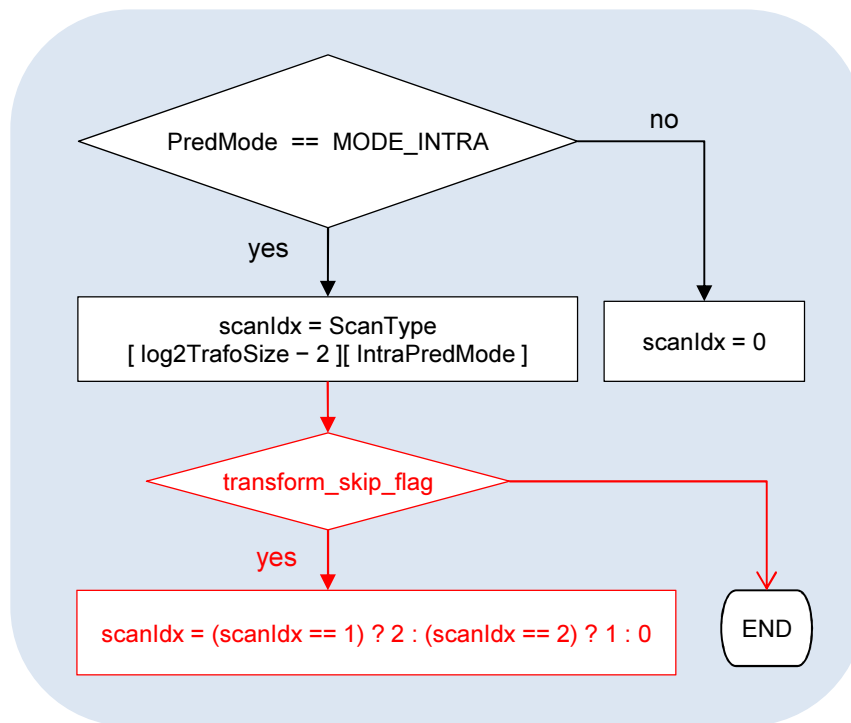 PredMode == MODE_INTRA
no
yes
scanIdx = ScanType
[ log2TrafoSize − 2 ][ IntraPredMode ]
scanIdx = 0
transform_skip_flag
yes
scanIdx = (scanIdx == 1) ? 2 : (scanIdx == 2) ? 1 : 0
END